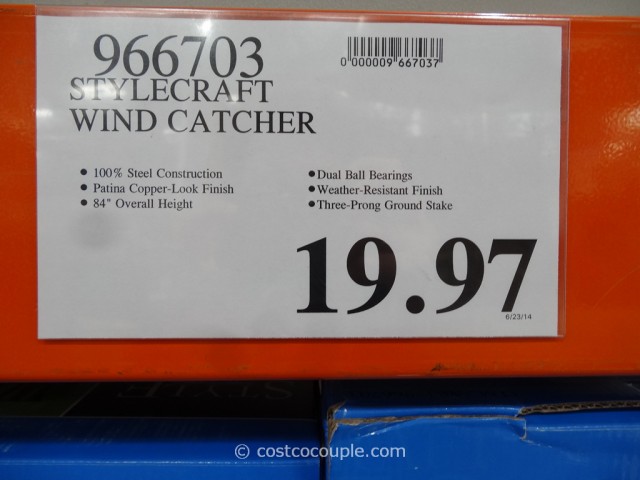 966703
0 000009 667037
STYLECRAFT
WIND CATCHER
• 100% Steel Construction
• Patina Copper-Look Finish
• 84" Overall Height
• Dual Ball Bearings
• Weather-Resistant Finish
• Three-Prong Ground Stake
19.97
6/23/14
© costcocouple.com